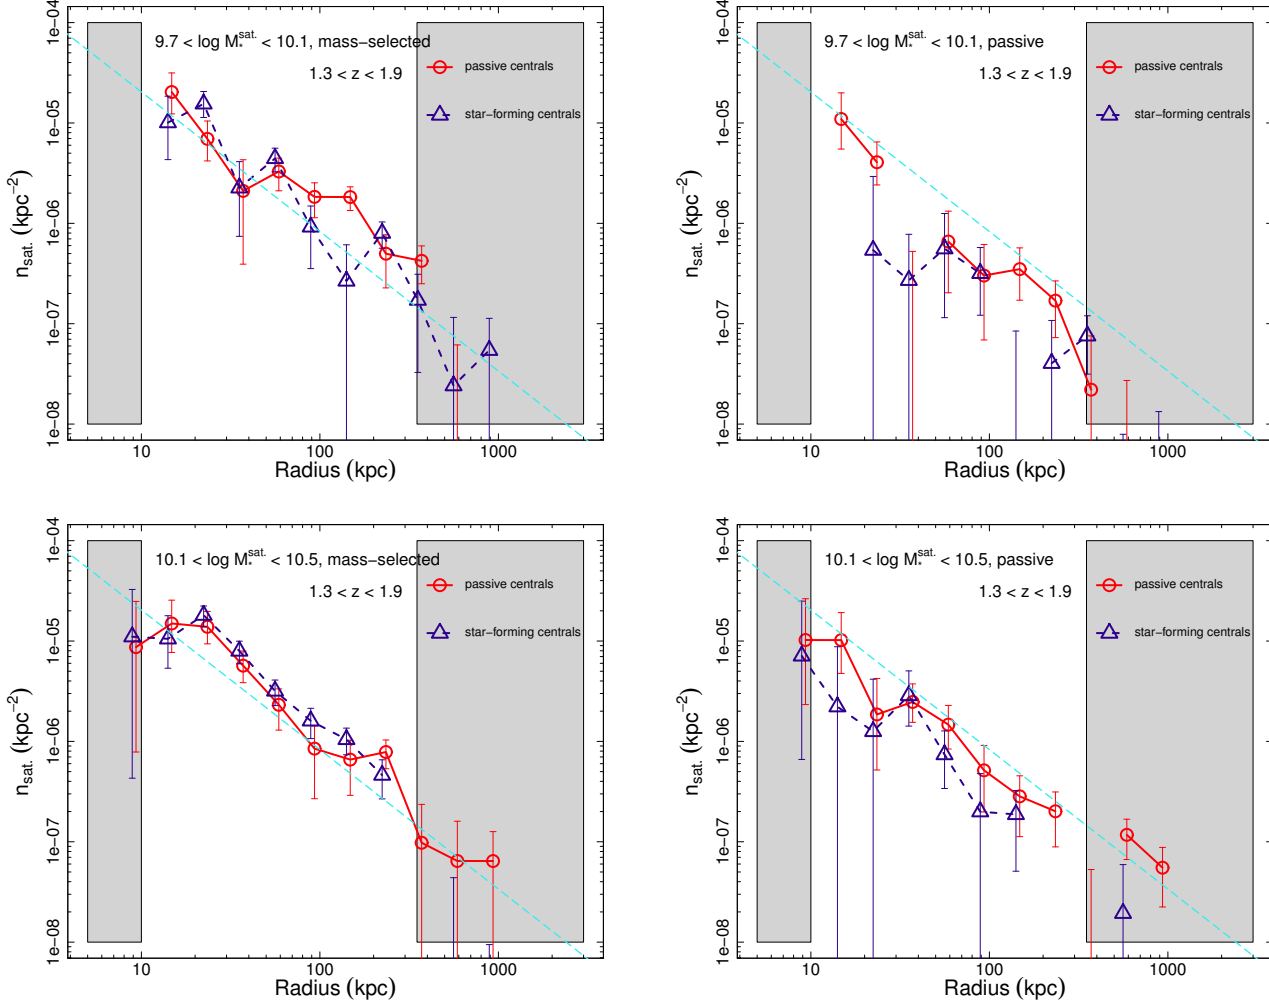 9.7 < log M*^sat. < 10.1, mass−selected
1.3 < z < 1.9
passive centrals
star−forming centrals
n_sat. (kpc^−2)
1e−04
1e−05
1e−06
1e−07
1e−08
10 100 1000
Radius (kpc)
9.7 < log M*^sat. < 10.1, passive
1.3 < z < 1.9
passive centrals
star−forming centrals
n_sat. (kpc^−2)
1e−04
1e−05
1e−06
1e−07
1e−08
10 100 1000
Radius (kpc)
10.1 < log M*^sat. < 10.5, mass−selected
1.3 < z < 1.9
passive centrals
star−forming centrals
n_sat. (kpc^−2)
1e−04
1e−05
1e−06
1e−07
1e−08
10 100 1000
Radius (kpc)
10.1 < log M*^sat. < 10.5, passive
1.3 < z < 1.9
passive centrals
star−forming centrals
n_sat. (kpc^−2)
1e−04
1e−05
1e−06
1e−07
1e−08
10 100 1000
Radius (kpc)